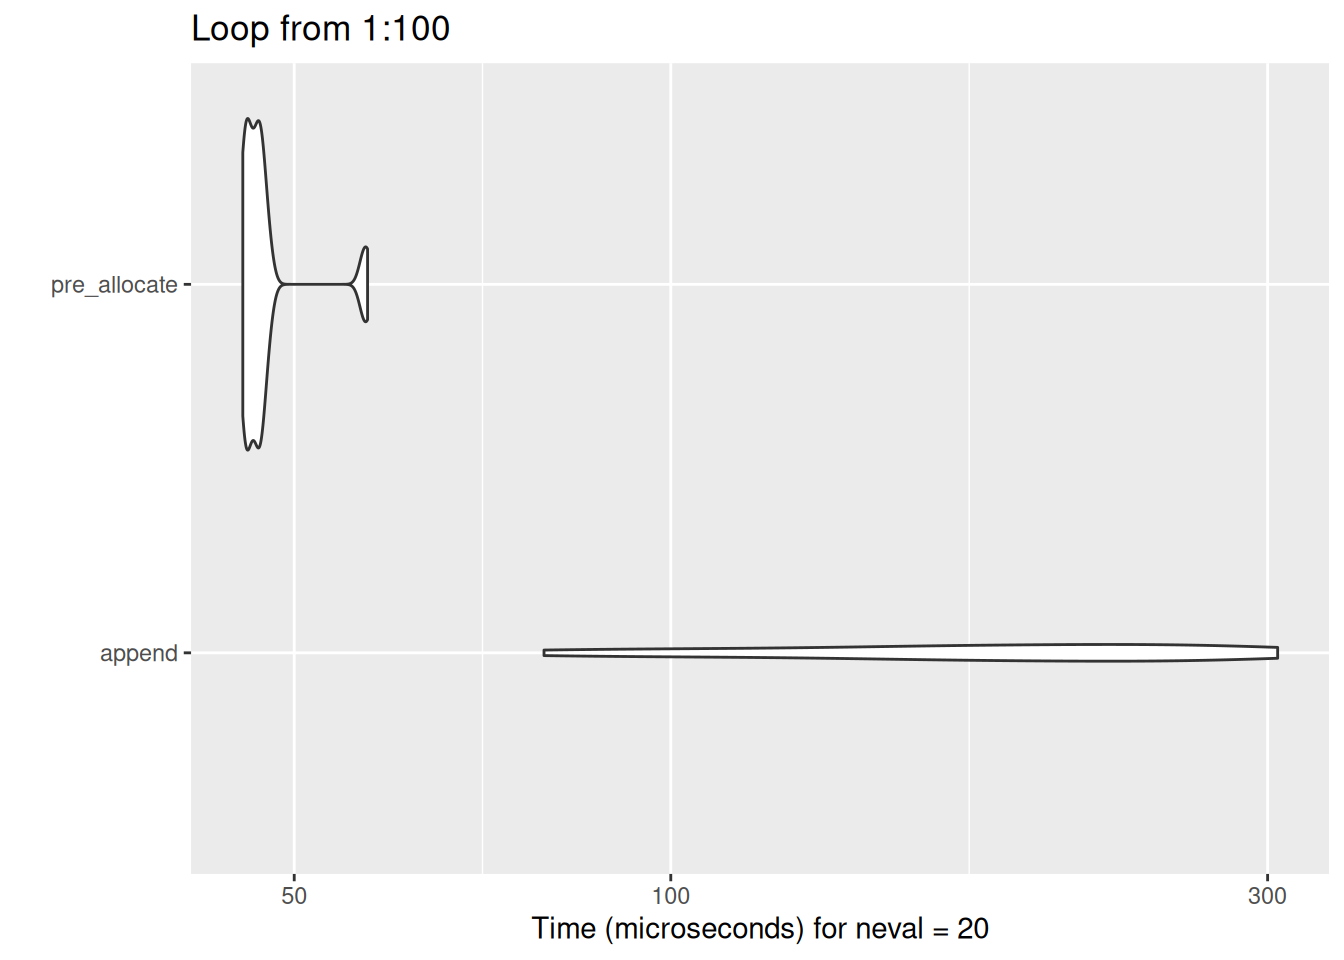 Loop from 1:100
pre_allocate
append
50
100
300
Time (microseconds) for neval = 20